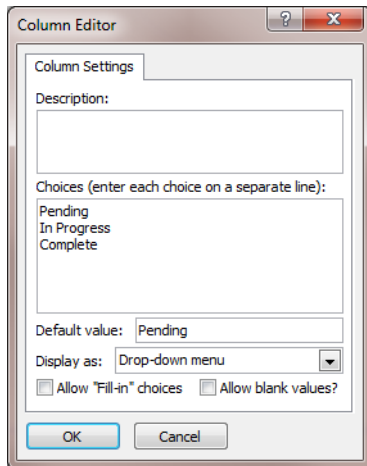 Column Editor
?
X
Column Settings
Description:
Choices (enter each choice on a separate line):
Pending
In Progress
Complete
Default value: Pending
Display as: Drop-down menu
Allow "Fill-in" choices Allow blank values?
OK Cancel